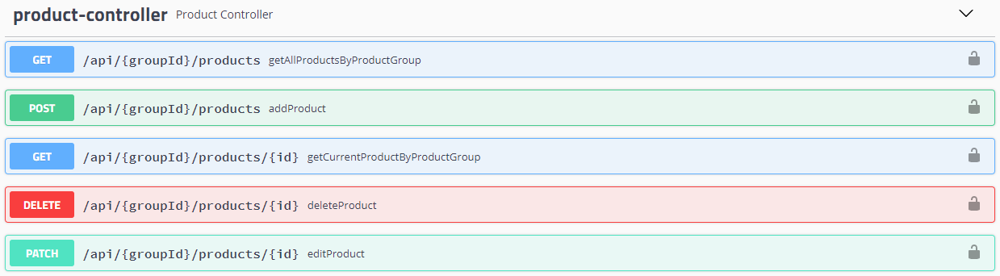 product-controller Product Controller
GET /api/{groupId}/products getAllProductsByProductGroup
POST /api/{groupId}/products addProduct
GET /api/{groupId}/products/{id} getCurrentProductByProductGroup
DELETE /api/{groupId}/products/{id} deleteProduct
PATCH /api/{groupId}/products/{id} editProduct